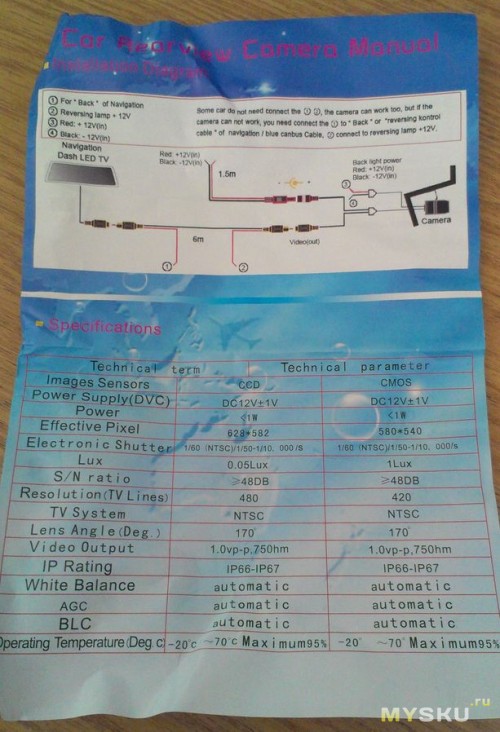 Car Rearview Camera Manual
Installation Diagram
① For " Back " of Navigation
② Reversing lamp + 12V
③ Red: + 12V(in)
④ Black: - 12V(in)
Some car do not need connect the ① ②, the camera can work too, but if the
camera can not work, you need connect the ① to " Back " or "reversing kontrol
cable " of navigation / blue canbus Cable, ② connect to reversing lamp +12V.
Navigation
Dash LED TV
Red: +12V(in)
Black: -12V(in)
1.5m
Back light power
Red: +12V(in)
Black: -12V(in)
③
④
Camera
6m
Video(out)
①
②
Specifications
Technical term Technical parameter
Images Sensors CCD CMOS
Power Supply(DVC) DC12V±1V DC12V±1V
Power <1W <1W
Effective Pixel 628*582 580*540
Electronic Shutter 1/60 (NTSC)/1/50-1/10, 000/s 1/60 (NTSC)/1/50-1/10, 000/s
Lux 0.05Lux 1Lux
S/N ratio ≥48DB ≥48DB
Resolution(TV Lines) 480 420
TV System NTSC NTSC
Lens Angle(Deg.) 170° 170°
Video Output 1.0vp-p,750hm 1.0vp-p,750hm
IP Rating IP66-IP67 IP66-IP67
White Balance automatic automatic
AGC automatic automatic
BLC automatic automatic
Operating Temperature(Deg c) -20°c ~70°c Maximum95% -20° ~70° Maximum95%
MYSKU.ru